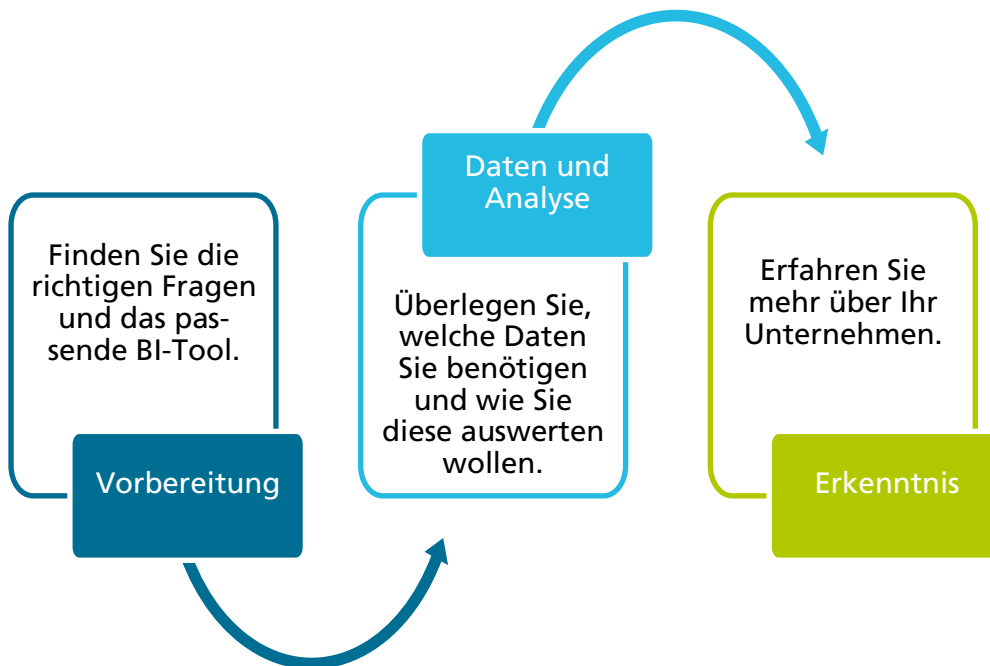 Finden Sie die
richtigen Fragen
und das pas-
sende BI-Tool.
Vorbereitung
Daten und
Analyse
Überlegen Sie,
welche Daten
Sie benötigen
und wie Sie
diese auswerten
wollen.
Erfahren Sie
mehr über Ihr
Unternehmen.
Erkenntnis